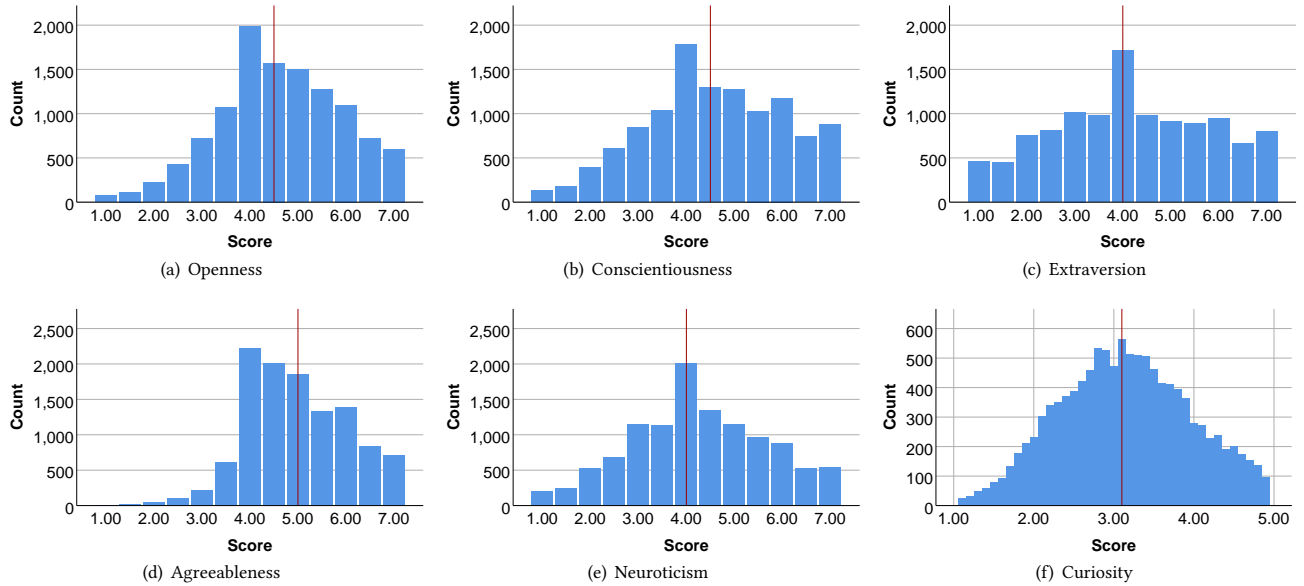 2,000
1,500
1,000
500
0
Count
1.00 2.00 3.00 4.00 5.00 6.00 7.00
Score
(a) Openness
2,000
1,500
1,000
500
0
Count
1.00 2.00 3.00 4.00 5.00 6.00 7.00
Score
(b) Conscientiousness
2,000
1,500
1,000
500
0
Count
1.00 2.00 3.00 4.00 5.00 6.00 7.00
Score
(c) Extraversion
2,500
2,000
1,500
1,000
500
0
Count
1.00 2.00 3.00 4.00 5.00 6.00 7.00
Score
(d) Agreeableness
2,500
2,000
1,500
1,000
500
0
Count
1.00 2.00 3.00 4.00 5.00 6.00 7.00
Score
(e) Neuroticism
600
500
400
300
200
100
0
Count
1.00 2.00 3.00 4.00 5.00
Score
(f) Curiosity